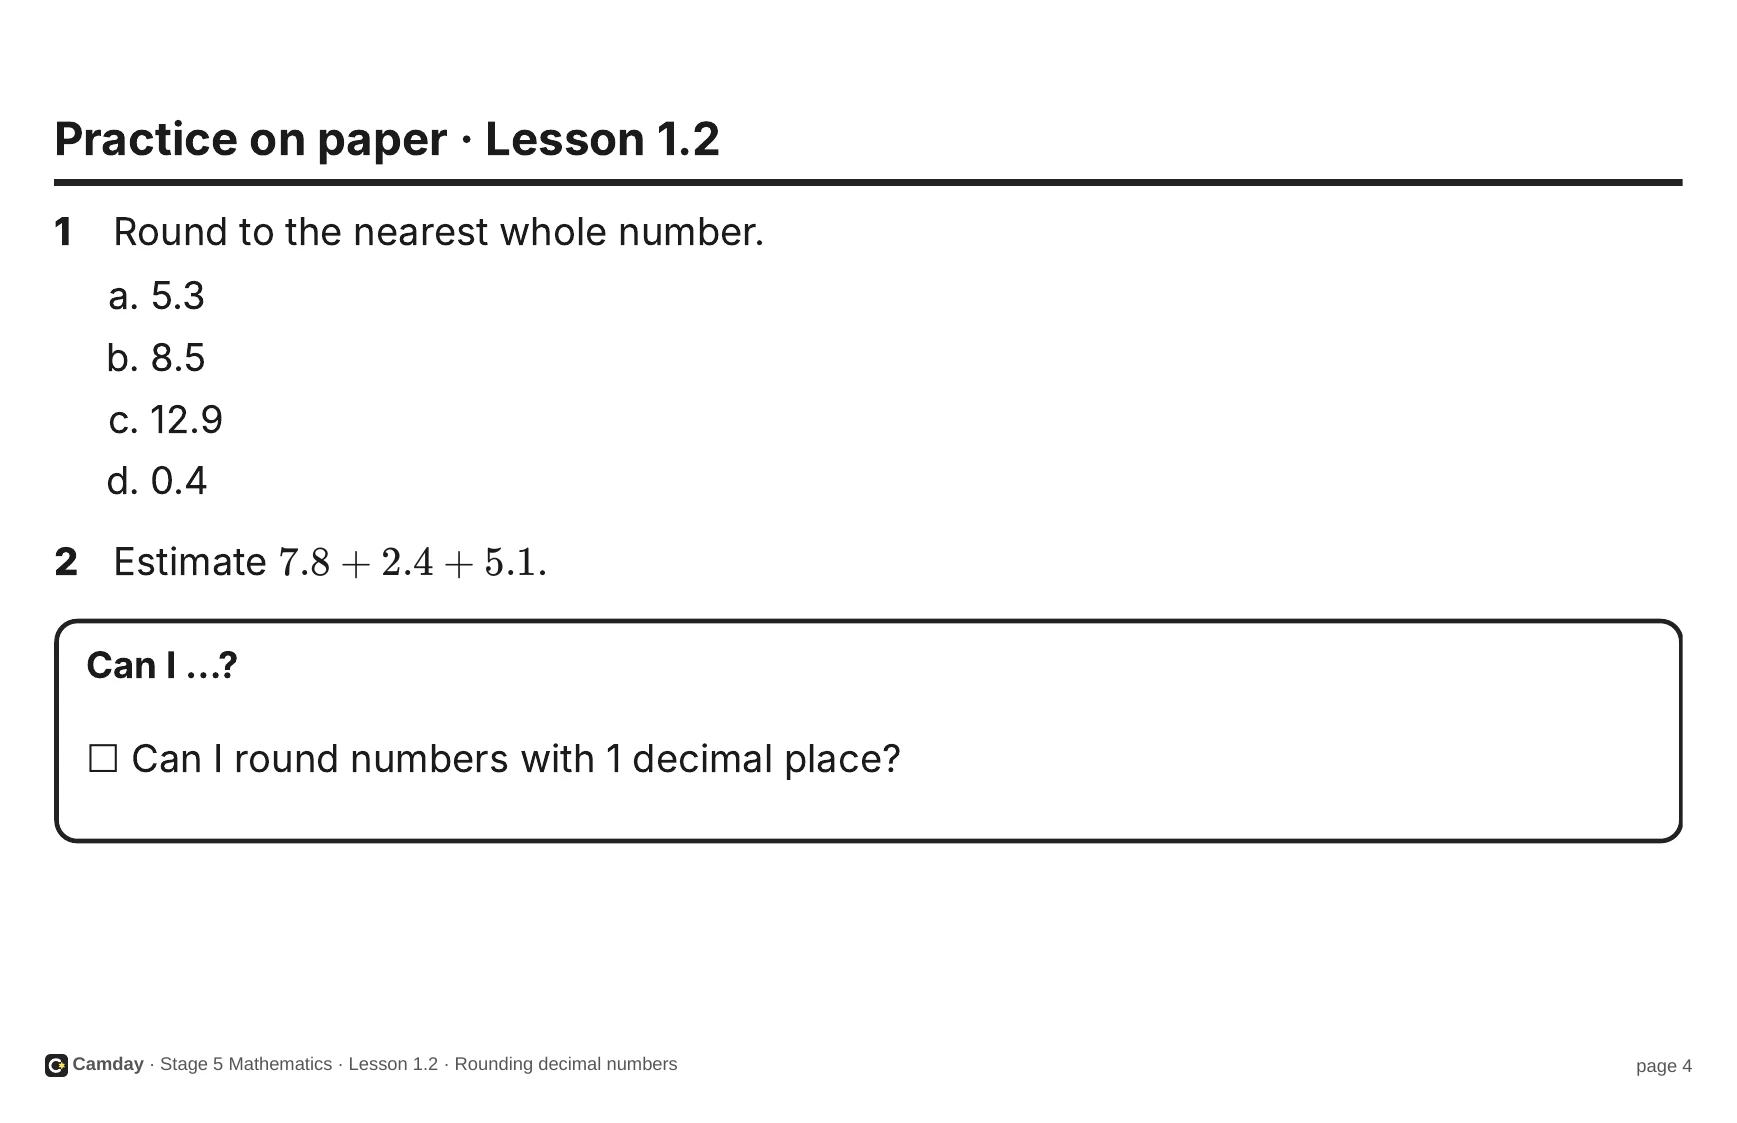 Practice on paper · Lesson 1.2
1 Round to the nearest whole number.
a. 5.3
b. 8.5
c. 12.9
d. 0.4
2 Estimate 7.8 + 2.4 + 5.1.
Can I ...?
☐ Can I round numbers with 1 decimal place?
Camday · Stage 5 Mathematics · Lesson 1.2 · Rounding decimal numbers
page 4